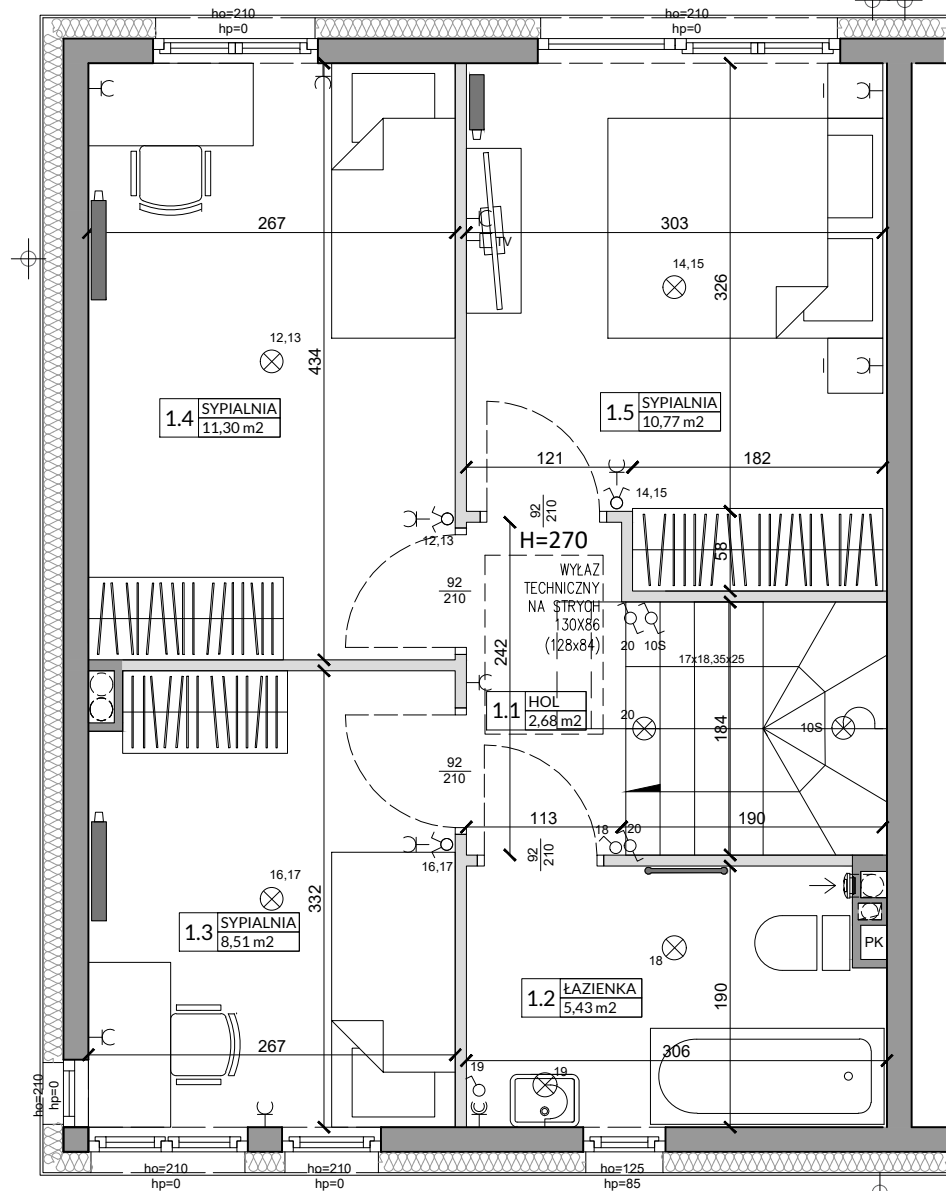 ho=210
hp=0
ho=210
hp=0
267
303
TV
14,15
326
12,13
434
1.4
SYPIALNIA
11,30 m2
1.5
SYPIALNIA
10,77 m2
121
182
14,15
92
210
12,13
H=270
58
WYŁAZ
TECHNICZNY
NA STRYCH
130X86
(128x84)
92
210
242
20
10S
17x18,35x25
1.1
HOL
2,68 m2
20
184
10S
92
210
113
190
18
20
92
210
16,17
16,17
332
1.3
SYPIALNIA
8,51 m2
PK
18
1.2
ŁAZIENKA
5,43 m2
190
267
306
19
19
ho=210
hp=0
ho=210
hp=0
ho=210
hp=0
ho=125
hp=85